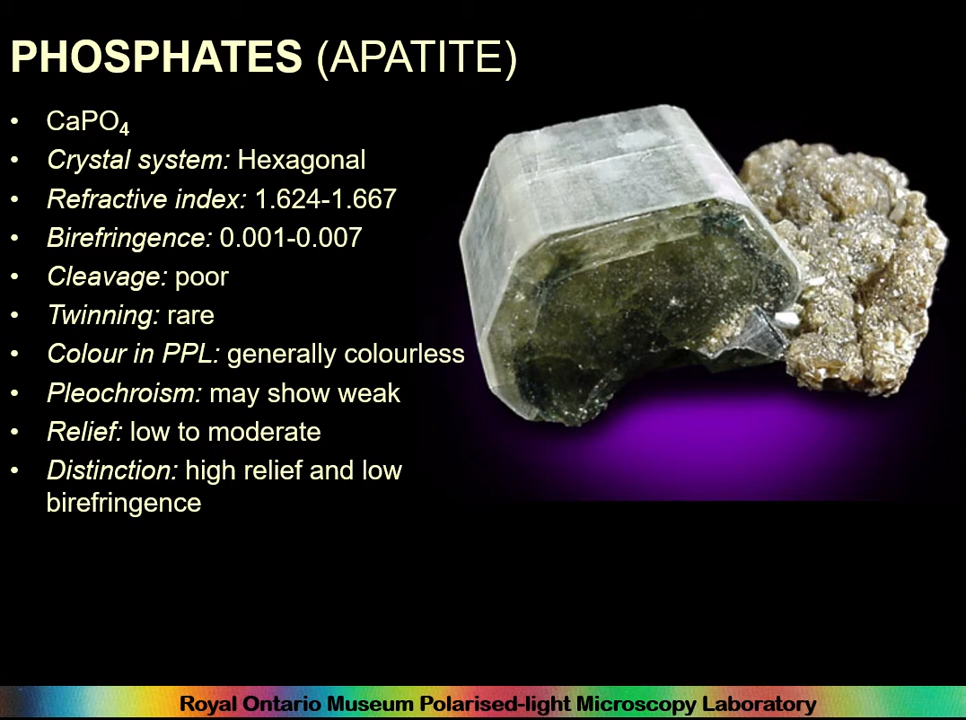 PHOSPHATES (APATITE)
• CaPO₄
• Crystal system: Hexagonal
• Refractive index: 1.624-1.667
• Birefringence: 0.001-0.007
• Cleavage: poor
• Twinning: rare
• Colour in PPL: generally colourless
• Pleochroism: may show weak
• Relief: low to moderate
• Distinction: high relief and low
birefringence
Royal Ontario Museum Polarised-light Microscopy Laboratory